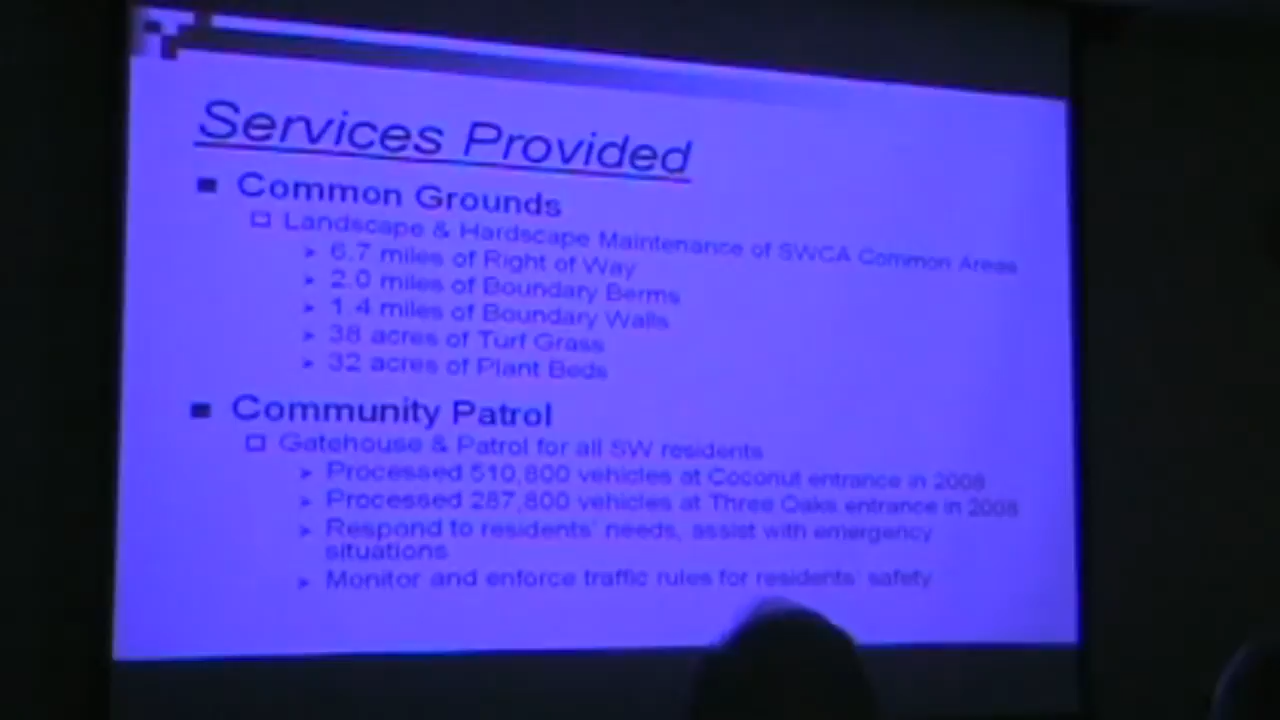 Services Provided
Common Grounds
Landscape & Hardscape Maintenance of SWCA Common Areas
6.7 miles of Right of Way
2.0 miles of Boundary Berms
1.4 miles of Boundary Walls
38 acres of Turf Grass
32 acres of Plant Beds
Community Patrol
Gatehouse & Patrol for all SW residents
Processed 510,800 vehicles at Coconut entrance in 2008
Processed 287,800 vehicles at Three Oaks entrance in 2008
Respond to residents' needs, assist with emergency
situations
Monitor and enforce traffic rules for residents' safety